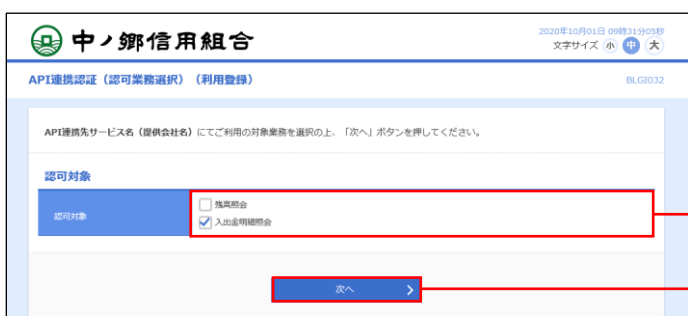 中ノ郷信用組合
2020年10月01日 09時31分05秒
文字サイズ 小 中 大
API連携認証（認可業務選択）（利用登録）
BLGI032
API連携先サービス名（提供会社名）にてご利用の対象業務を選択の上、「次へ」ボタンを押してください。
認可対象
認可対象
残高照会
入出金明細照会
次へ